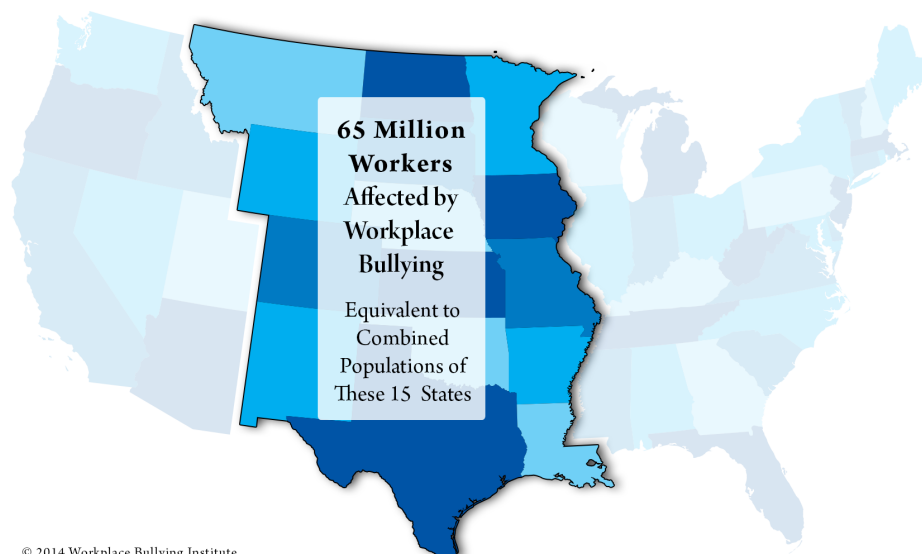 65 Million
Workers
Affected by
Workplace
Bullying
Equivalent to
Combined
Populations of
These 15 States
© 2014 Workplace Bullying Institute